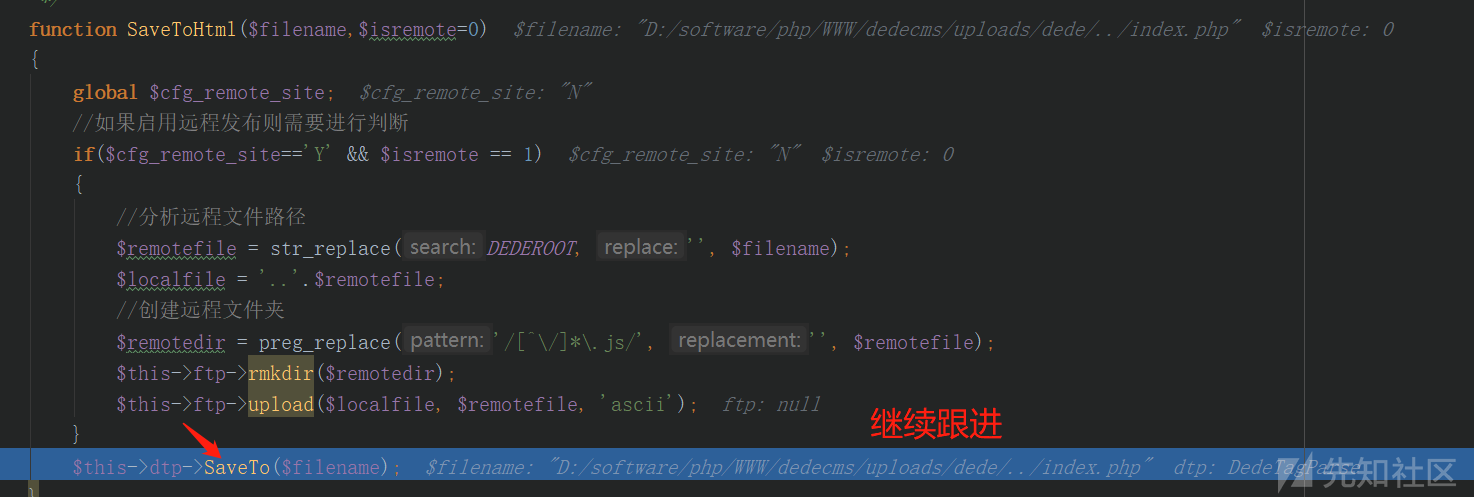 */
function SaveToHtml($filename,$isremote=0) $filename: "D:/software/php/WWW/dedecms/uploads/dede/../index.php" $isremote: 0
{
global $cfg_remote_site; $cfg_remote_site: "N"
//如果启用远程发布则需要进行判断
if($cfg_remote_site=='Y' && $isremote == 1) $cfg_remote_site: "N" $isremote: 0
{
//分析远程文件路径
$remotefile = str_replace( search: DEDEROOT, replace: '', $filename);
$localfile = '..'.$remotefile;
//创建远程文件夹
$remotedir = preg_replace( pattern: '/[^\/]*\.js/', replacement: '', $remotefile);
$this->ftp->rmkdir($remotedir);
$this->ftp->upload($localfile, $remotefile, 'ascii'); ftp: null
继续跟进
}
$this->dtp->SaveTo($filename); $filename: "D:/software/php/WWW/dedecms/uploads/dede/../index.php" dtp: DedeTagParse
先知社区
}